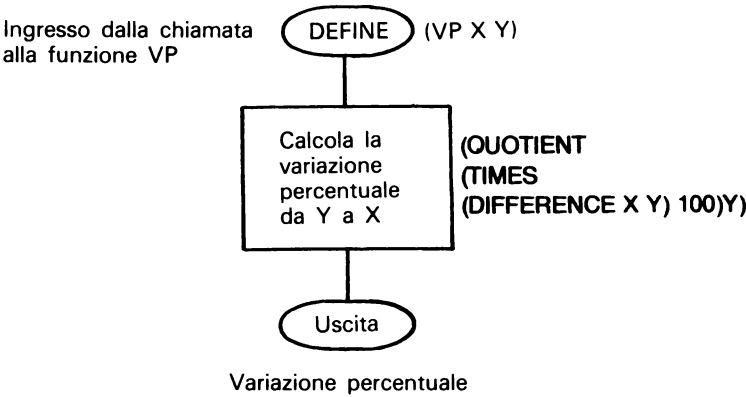 Ingresso dalla chiamata
alla funzione VP
DEFINE (VP X Y)
Calcola la
variazione
percentuale
da Y a X
(QUOTIENT
(TIMES
(DIFFERENCE X Y) 100)Y)
Uscita
Variazione percentuale